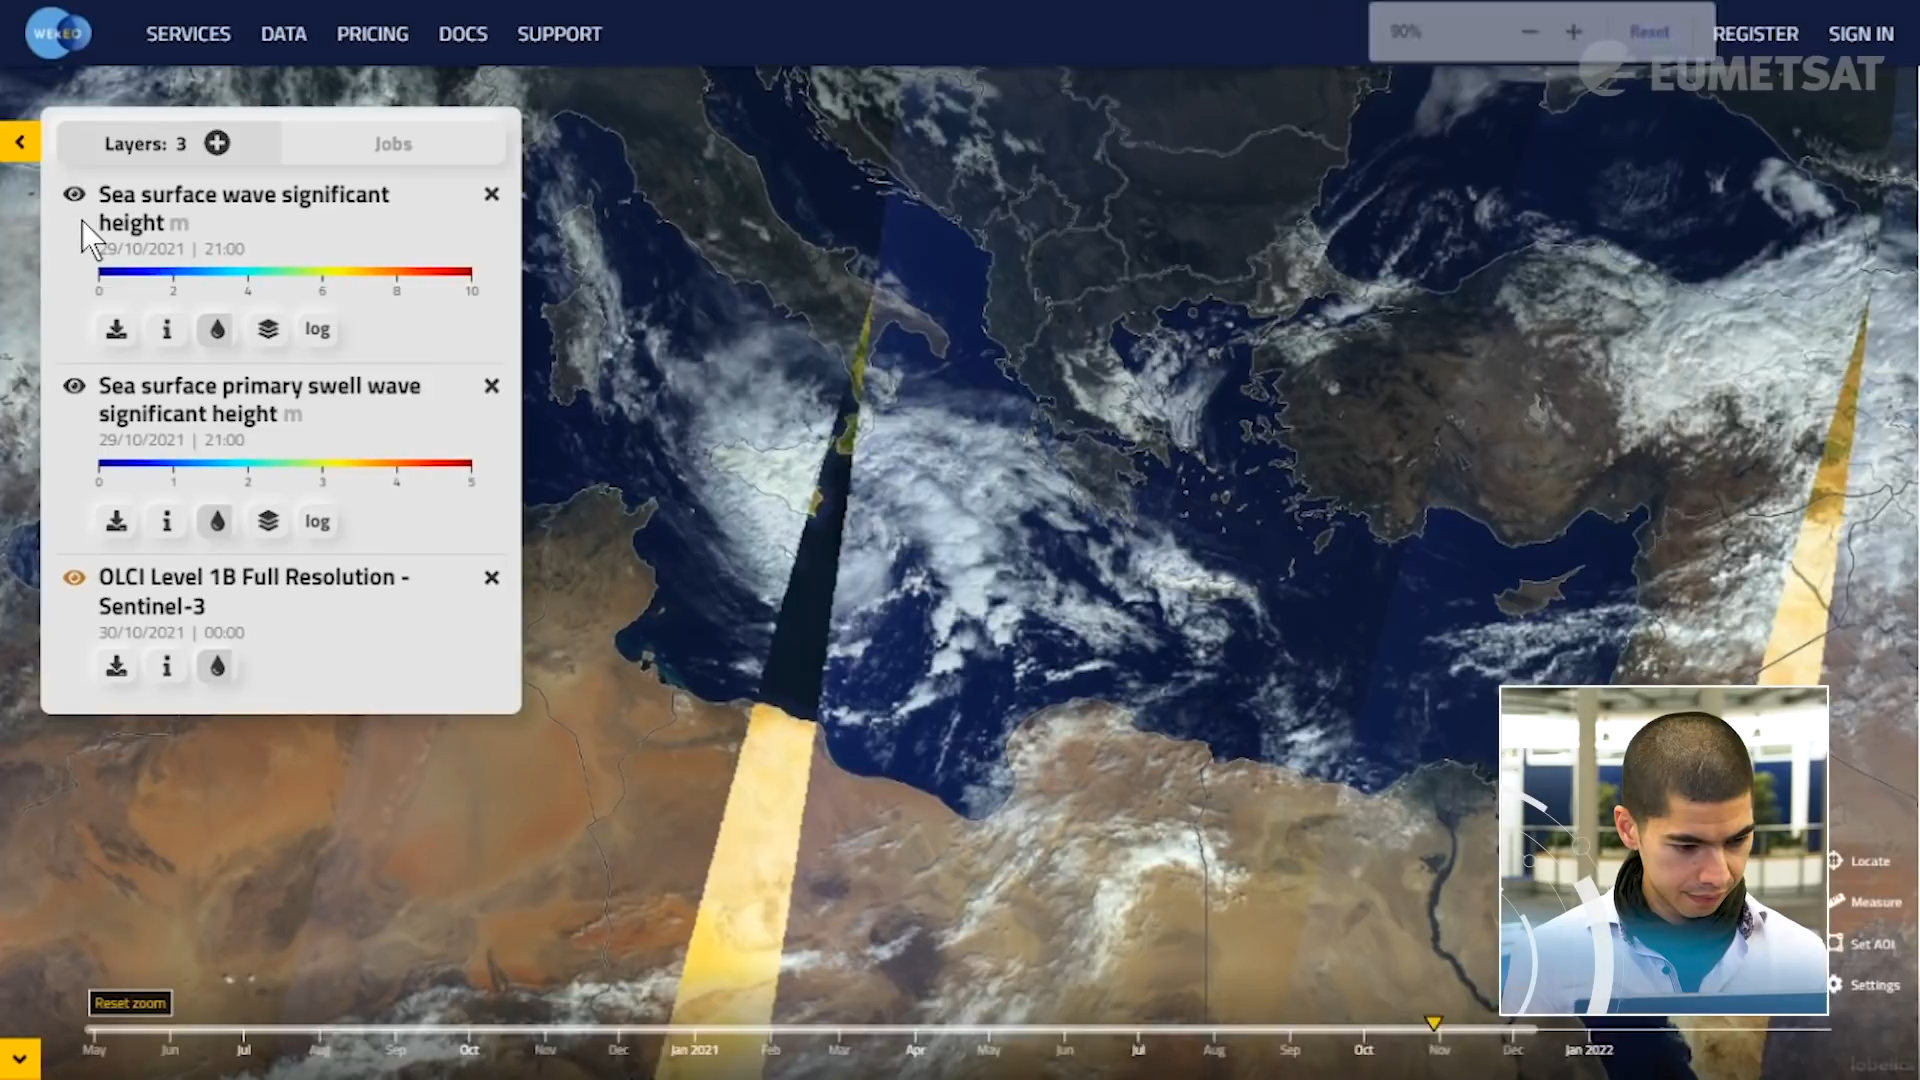 WEkEO
SERVICES DATA PRICING DOCS SUPPORT
90% − + Reset
REGISTER SIGN IN
EUMETSAT
Layers: 3
Jobs
Sea surface wave significant
height m
29/10/2021 | 21:00
0 2 4 6 8 10
log
Sea surface primary swell wave
significant height m
29/10/2021 | 21:00
0 1 2 3 4 5
log
OLCI Level 1B Full Resolution -
Sentinel-3
30/10/2021 | 00:00
Locate
Measure
Set AOI
Settings
Reset zoom
May Jun Jul Aug Sep Oct Nov Dec Jan 2021 Feb Mar Apr May Jun Jul Aug Sep Oct Nov Dec Jan 2022
lobelia